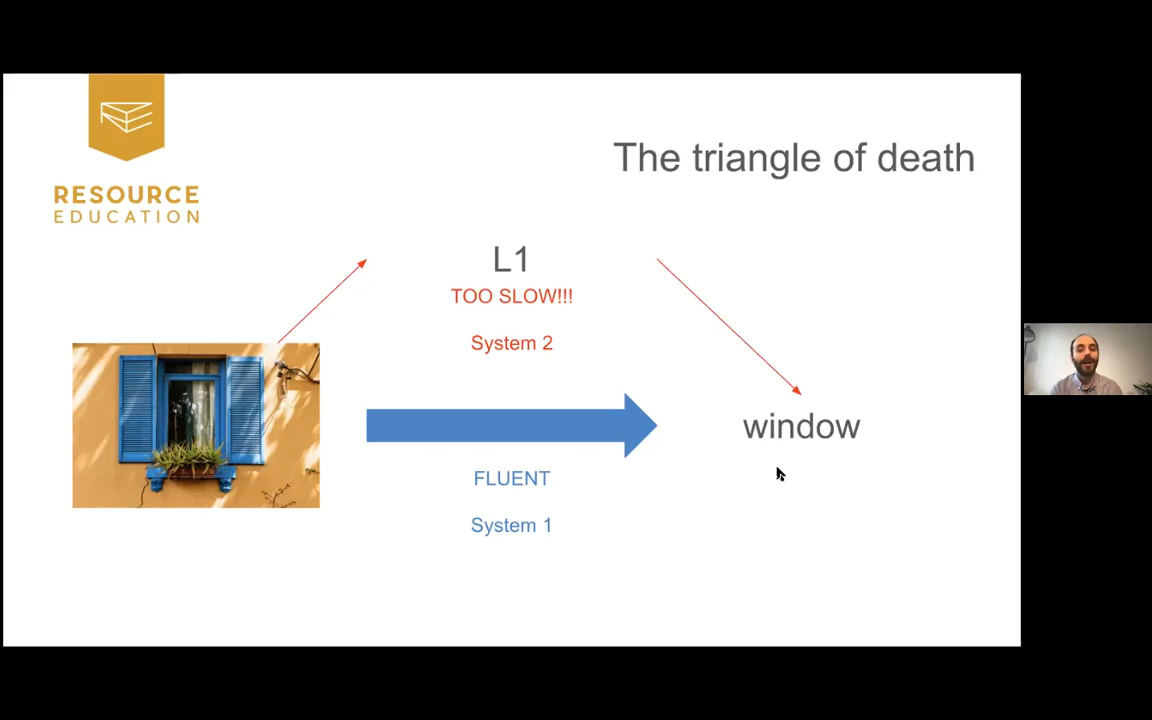 RESOURCE
EDUCATION
The triangle of death
L1
TOO SLOW!!!
System 2
window
FLUENT
System 1